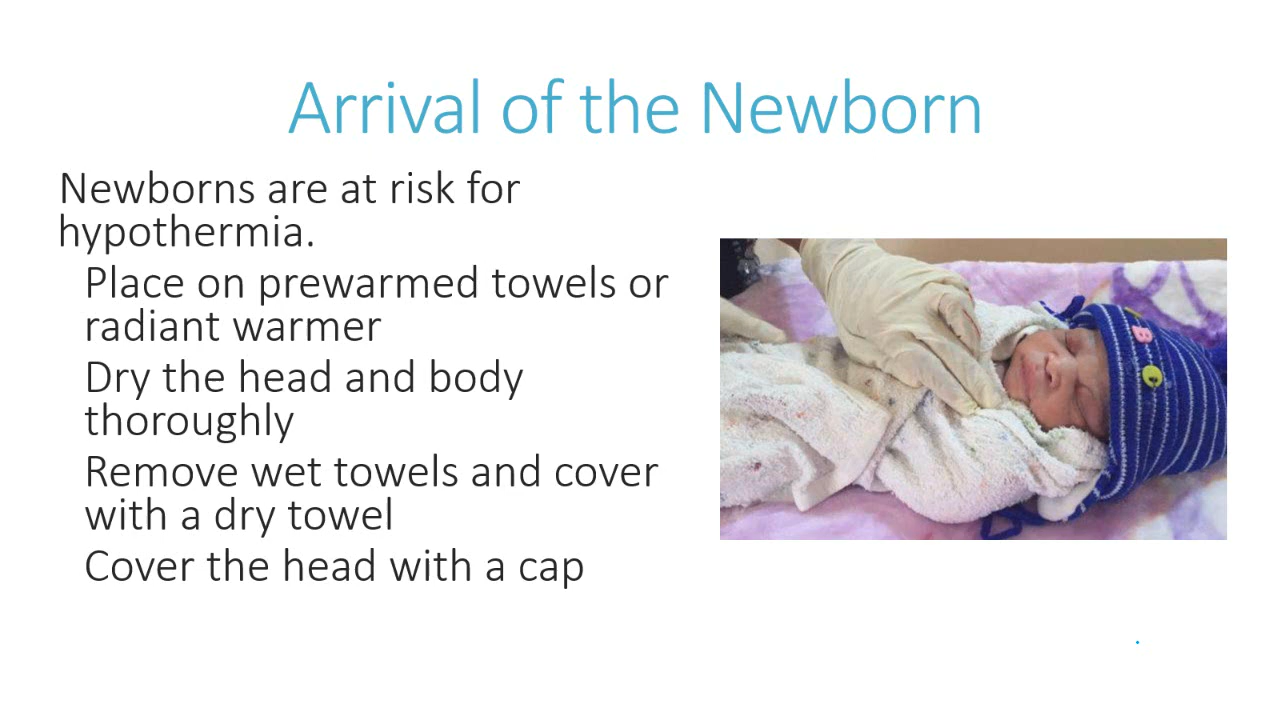 Arrival of the Newborn
Newborns are at risk for
hypothermia.
Place on prewarmed towels or
radiant warmer
Dry the head and body
thoroughly
Remove wet towels and cover
with a dry towel
Cover the head with a cap